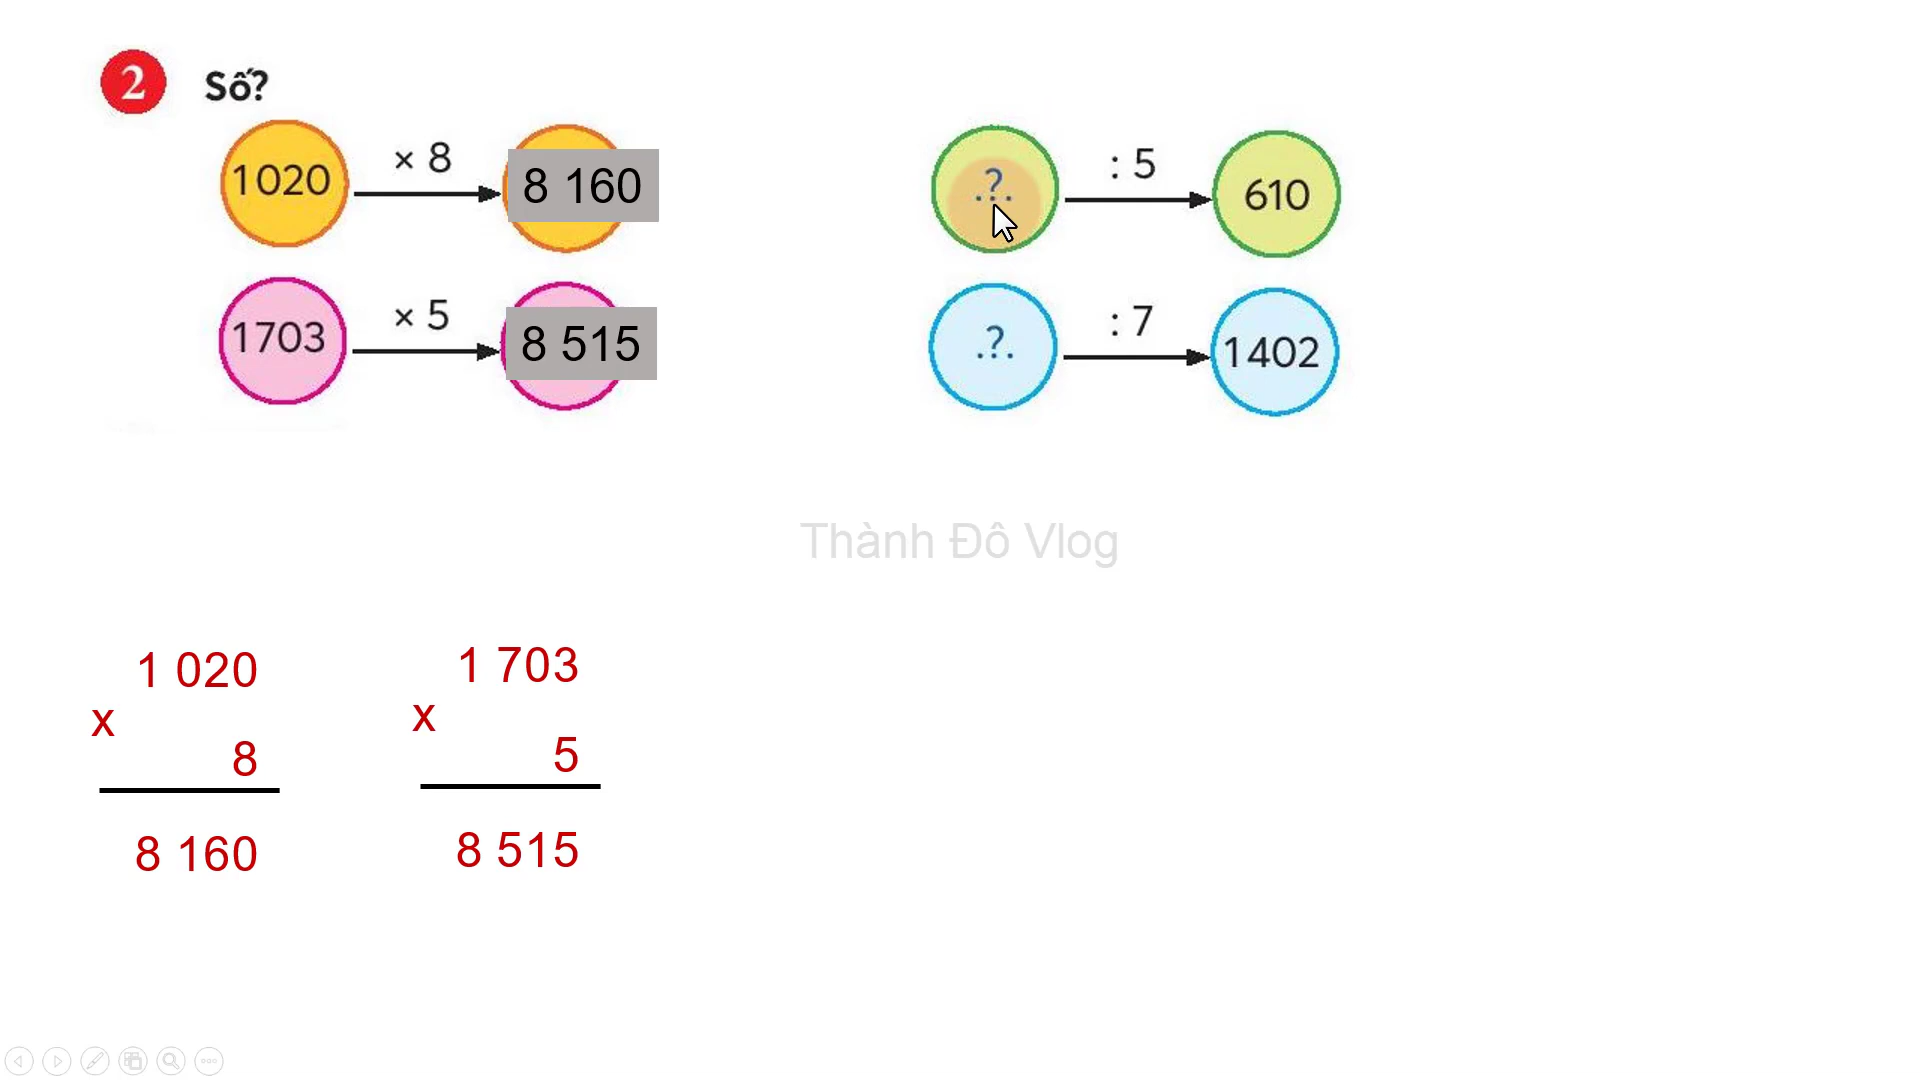 2 Số?
1020 × 8 8 160
.?. : 5 610
1703 × 5 8 515
.?. : 7 1402
Thành Đô Vlog
1 020
x
8
8 160
1 703
x
5
8 515